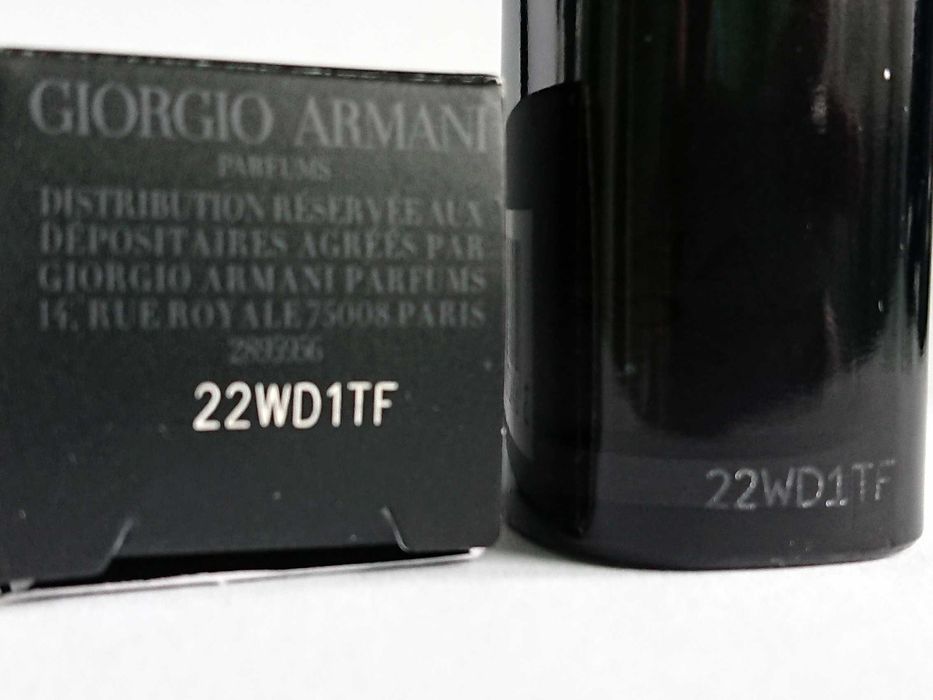 GIORGIO ARMANI
PARFUMS
DISTRIBUTION RÉSERVÉE AUX
DÉPOSITAIRES AGRÉÉS PAR
GIORGIO ARMANI PARFUMS
14, RUE ROYALE 75008 PARIS
2895956
22WD1TF
22WD1TF